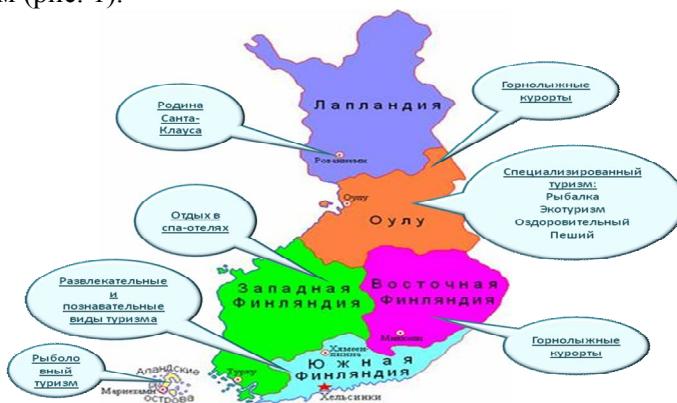 м (рис. 1).
Горнолыжные
курорты
Родина
Санта-
Клауса
Лапландия
Рованиеми
Специализированный
туризм:
Рыбалка
Экотуризм
Оздоровительный
Пеший
Оулу
Оулу
Отдых в
спа-отелях
Развлекательные
и
познавательные
виды туризма
Западная
Финляндия
Восточная
Финляндия
Миккели
Горнолыжные
курорты
Хямеен-
Южная
Финляндия
Рыболо
вный
туризм
Аландские
острова
Мариехамн
Турку
Хельсинки